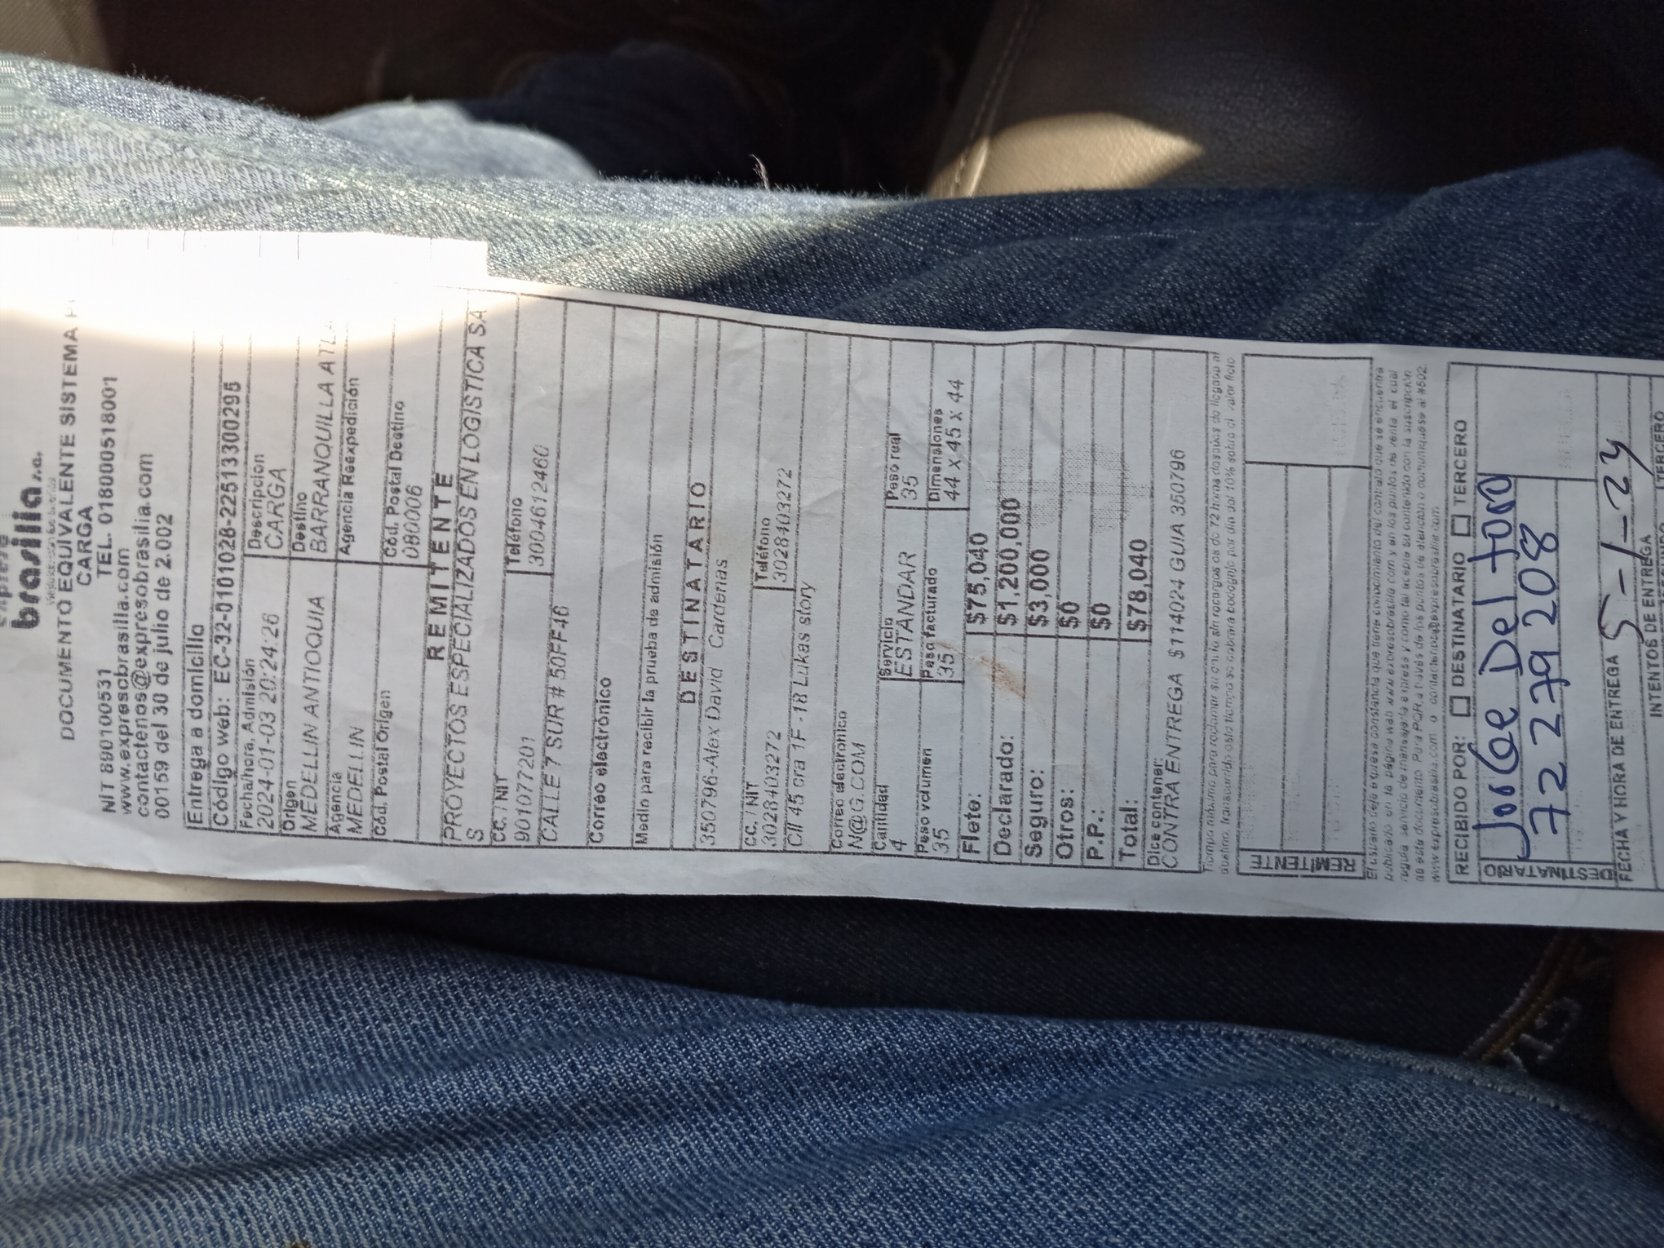 brasilia s.a.
DOCUMENTO EQUIVALENTE SISTEMA
CARGA
NIT 890100531 TEL. 018000518001
www.expresobrasilia.com
contactenos@expresobrasilia.com
00159 del 30 de julio de 2.002
Entrega a domicilio
Código web: EC-32-0101026-2251330029
Fecha/hora, Admisión Descripcion
2024-01-03 20:24:26 CARGA
Origen Destino
MEDELLIN ANTIOQUIA BARRANQUILLA ATL
Agencia Agencia Reexpedición
MEDELLIN
Cód. Postal Origen Cód. Postal Destino
080006
REMITENTE
PROYECTOS ESPECIALIZADOS EN LOGISTICA SA
S
CC. / NIT Teléfono
901077201 3004612460
CALLE 7 SUR # 50FF46
Correo electrónico
Medio para recibir la prueba de admisión
DESTINATARIO
350796-Alex David Cardenas
CC. / NIT Teléfono
3028403272 3028403272
Cll 45 cra 1F -18 Lukas story
Correo electrónico
N@G.COM
Cantidad Servicio Peso real
4 ESTANDAR 35
Peso volumen Peso facturado Dimensiones
35 35 44 x 45 x 44
Flete: $75,040
Declarado: $1,200,000
Seguro: $3,000
Otros: $0
P.P.: $0
Total: $78,040
Dice contener:
CONTRA ENTREGA $114024 GUIA 350796
REMITENTE
RECIBIDO POR: DESTINATARIO TERCERO
DESTINATARIO
Jorge Del toro
72 279 208
FECHA Y HORA DE ENTREGA 5-1-24
INTENTOS DE ENTREGA
TERCERO